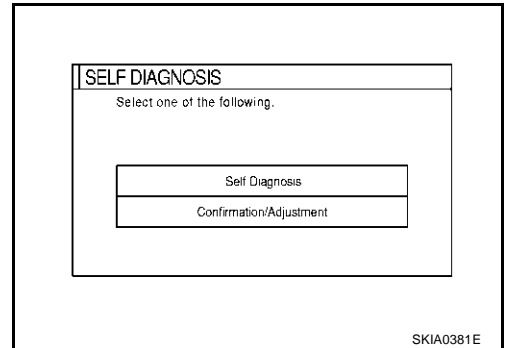 SELF DIAGNOSIS
Select one of the following.
Self Diagnosis
Confirmation/Adjustment
SKIA0381E